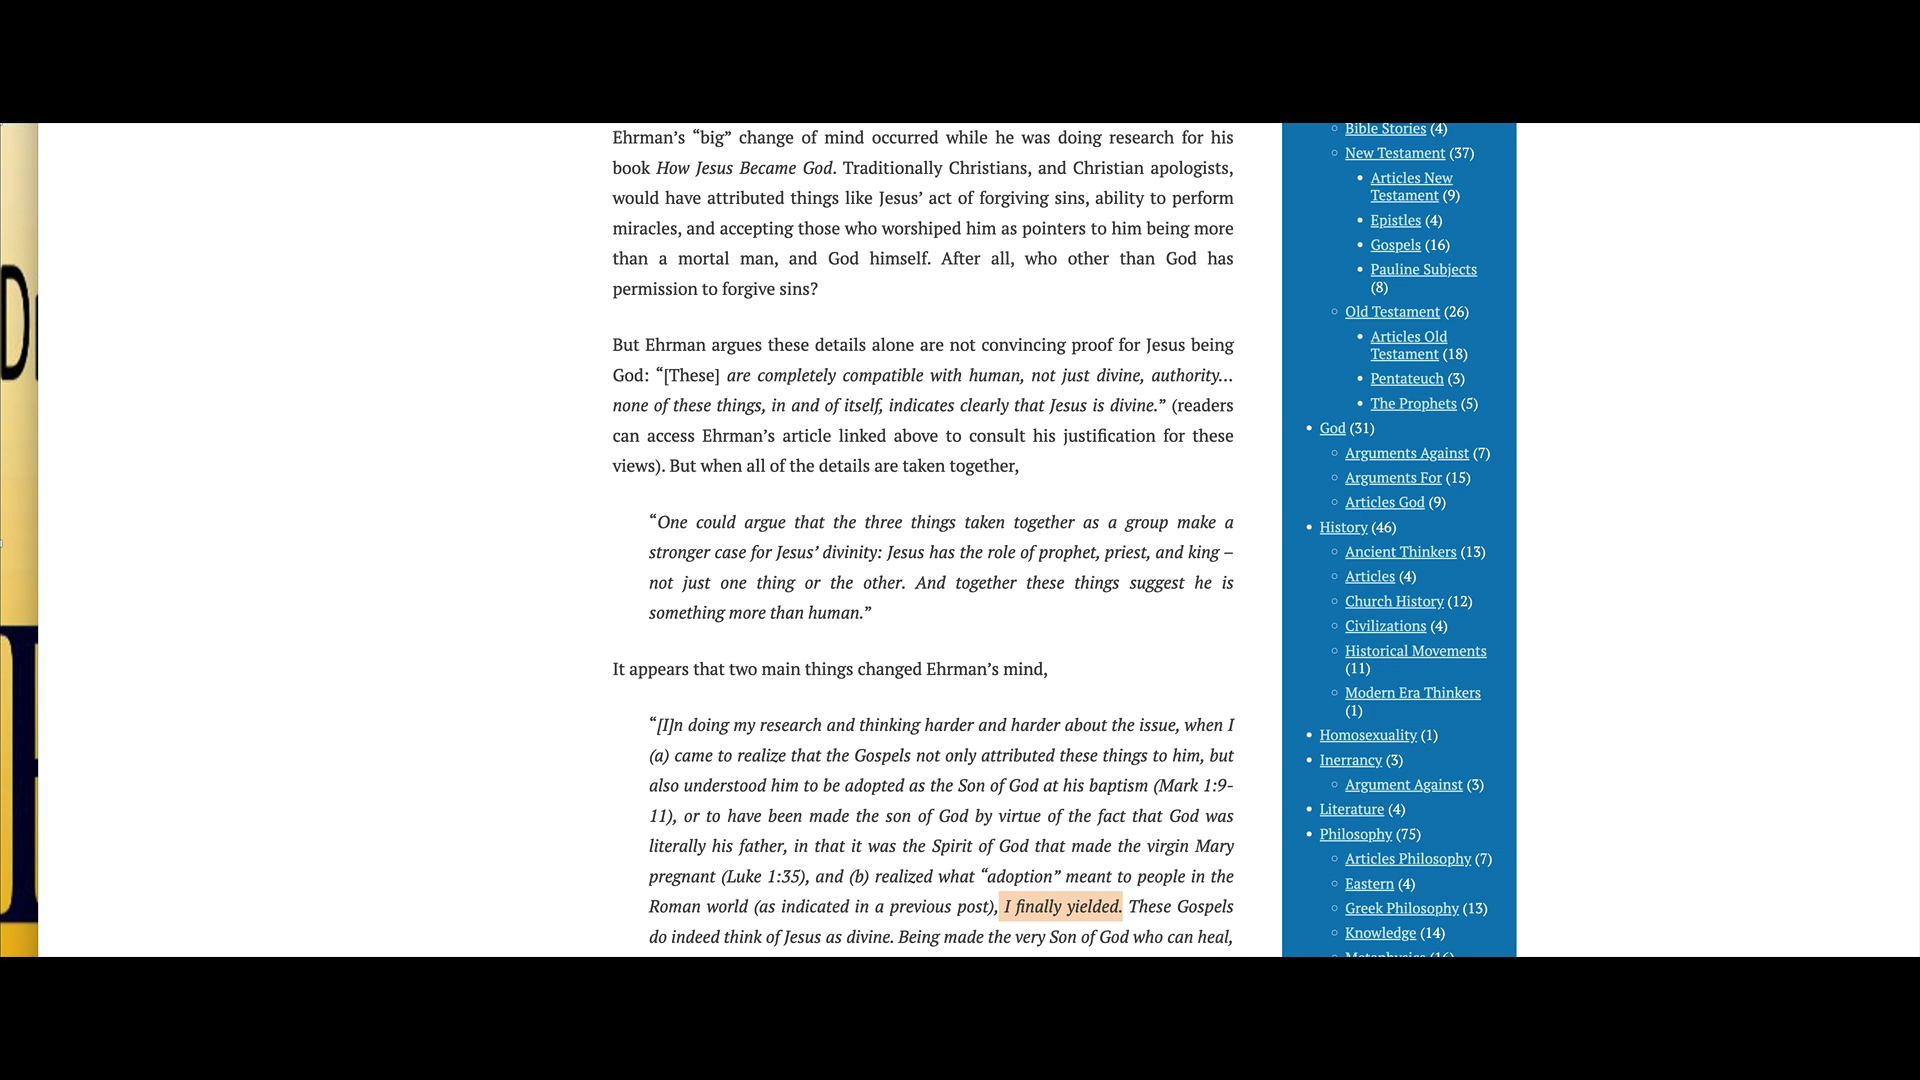 Ehrman’s “big” change of mind occurred while he was doing research for his
book How Jesus Became God. Traditionally Christians, and Christian apologists,
would have attributed things like Jesus’ act of forgiving sins, ability to perform
miracles, and accepting those who worshiped him as pointers to him being more
than a mortal man, and God himself. After all, who other than God has
permission to forgive sins?
But Ehrman argues these details alone are not convincing proof for Jesus being
God: “[These] are completely compatible with human, not just divine, authority…
none of these things, in and of itself, indicates clearly that Jesus is divine.” (readers
can access Ehrman’s article linked above to consult his justification for these
views). But when all of the details are taken together,
“One could argue that the three things taken together as a group make a
stronger case for Jesus’ divinity: Jesus has the role of prophet, priest, and king –
not just one thing or the other. And together these things suggest he is
something more than human.”
It appears that two main things changed Ehrman’s mind,
“[I]n doing my research and thinking harder and harder about the issue, when I
(a) came to realize that the Gospels not only attributed these things to him, but
also understood him to be adopted as the Son of God at his baptism (Mark 1:9-
11), or to have been made the son of God by virtue of the fact that God was
literally his father, in that it was the Spirit of God that made the virgin Mary
pregnant (Luke 1:35), and (b) realized what “adoption” meant to people in the
Roman world (as indicated in a previous post), I finally yielded. These Gospels
do indeed think of Jesus as divine. Being made the very Son of God who can heal,
Bible Stories (4)
New Testament (37)
Articles New
Testament (9)
Epistles (4)
Gospels (16)
Pauline Subjects
(8)
Old Testament (26)
Articles Old
Testament (18)
Pentateuch (3)
The Prophets (5)
God (31)
Arguments Against (7)
Arguments For (15)
Articles God (9)
History (46)
Ancient Thinkers (13)
Articles (4)
Church History (12)
Civilizations (4)
Historical Movements
(11)
Modern Era Thinkers
(1)
Homosexuality (1)
Inerrancy (3)
Argument Against (3)
Literature (4)
Philosophy (75)
Articles Philosophy (7)
Eastern (4)
Greek Philosophy (13)
Knowledge (14)